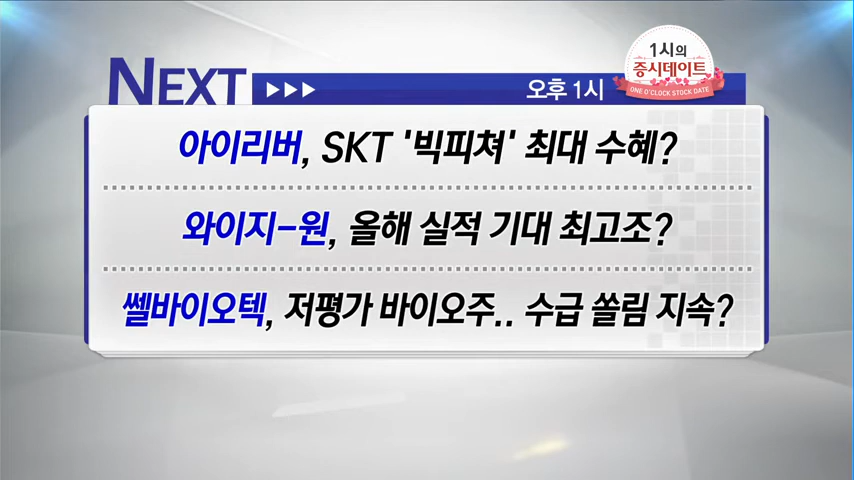 NEXT
오후 1시
1시의
증시데이트
ONE O'CLOCK STOCK DATE
아이리버, SKT '빅피쳐' 최대 수혜?
와이지-원, 올해 실적 기대 최고조?
쎌바이오텍, 저평가 바이오주.. 수급 쏠림 지속?